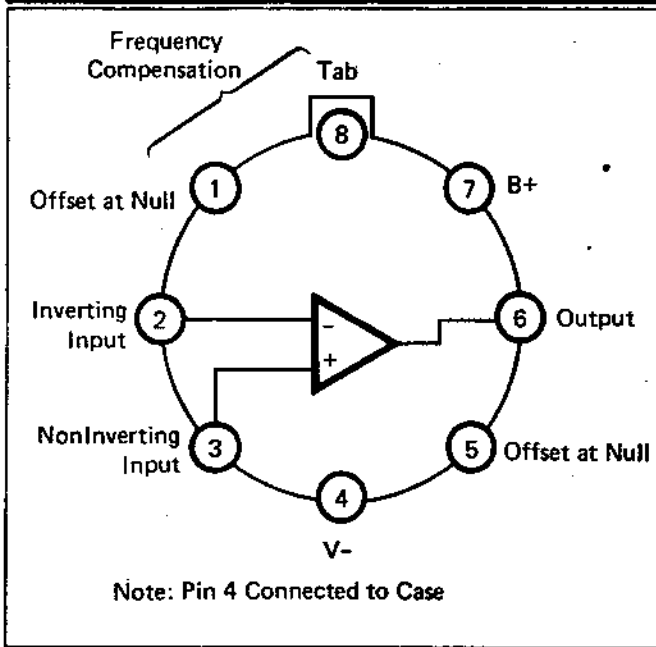 Frequency
Compensation
Tab
8
1
7
B+
Offset at Null
Inverting
Input
2
-
+
6
Output
NonInverting
Input
3
5
Offset at Null
4
V-
Note: Pin 4 Connected to Case